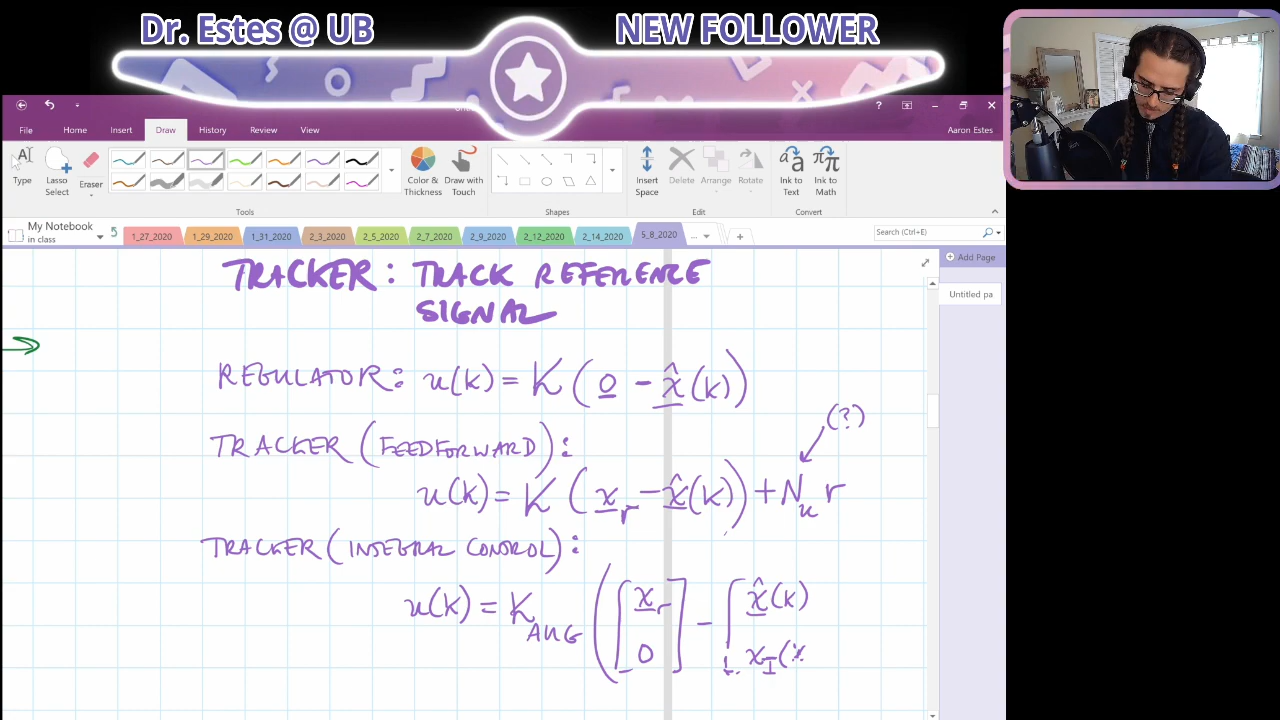 Dr. Estes @ UB
NEW FOLLOWER
Aaron Estes
File Home Insert Draw History Review View
Type
Lasso Select
Eraser
Color & Thickness
Draw with Touch
Insert Space
Delete
Arrange
Rotate
Ink to Text
Ink to Math
Tools
Shapes
Edit
Convert
My Notebook
in class
1_27_2020 1_29_2020 1_31_2020 2_3_2020 2_5_2020 2_7_2020 2_9_2020 2_12_2020 2_14_2020 5_8_2020 ...
Search (Ctrl+E)
Add Page
Untitled pa
TRACKER: TRACK REFERENCE
SIGNAL
REGULATOR: u(k) = K(0 - x̂(k))
(?)
TRACKER (FEEDFORWARD):
u(k) = K (x_r - x̂(k)) + N_u r
TRACKER (INTEGRAL CONTROL):
u(k) = K_AUG ([x_r
0] - [x̂(k)
x_I(